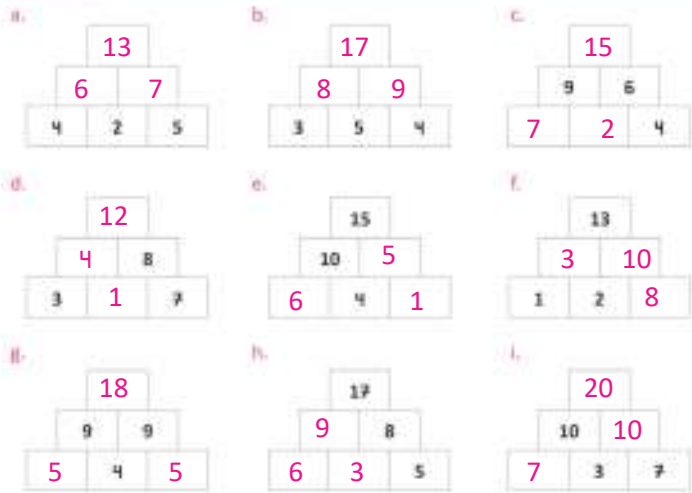 a. b. c.
13 17 15
6 7 8 9 9 6
4 2 5 3 5 4 7 2 4
d. e. f.
12 15 13
4 8 10 5 3 10
3 1 7 6 4 1 1 2 8
g. h. i.
18 17 20
9 9 9 8 10 10
5 4 5 6 3 5 7 3 7